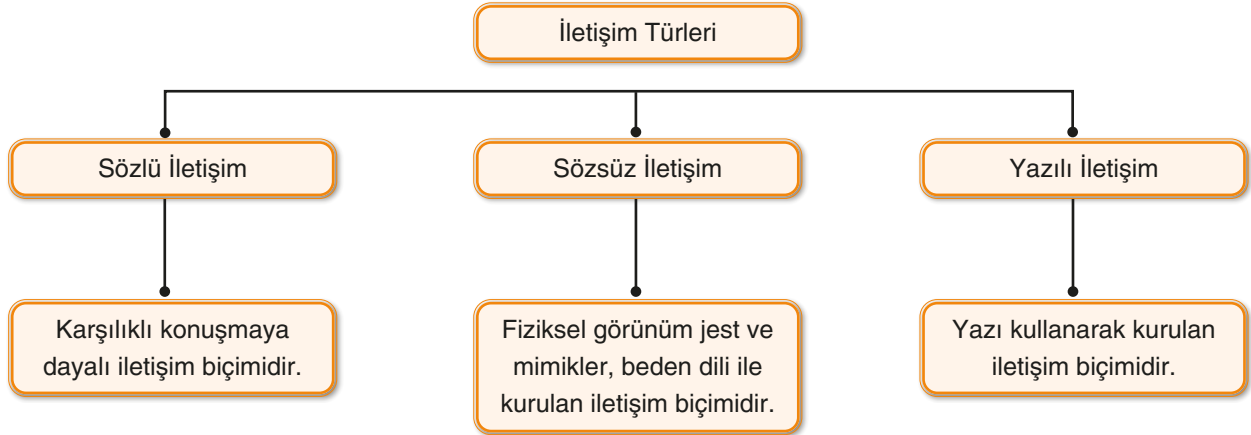 İletişim Türleri
Sözlü İletişim
Sözsüz İletişim
Yazılı İletişim
Karşılıklı konuşmaya
dayalı iletişim biçimidir.
Fiziksel görünüm jest ve
mimikler, beden dili ile
kurulan iletişim biçimidir.
Yazı kullanarak kurulan
iletişim biçimidir.